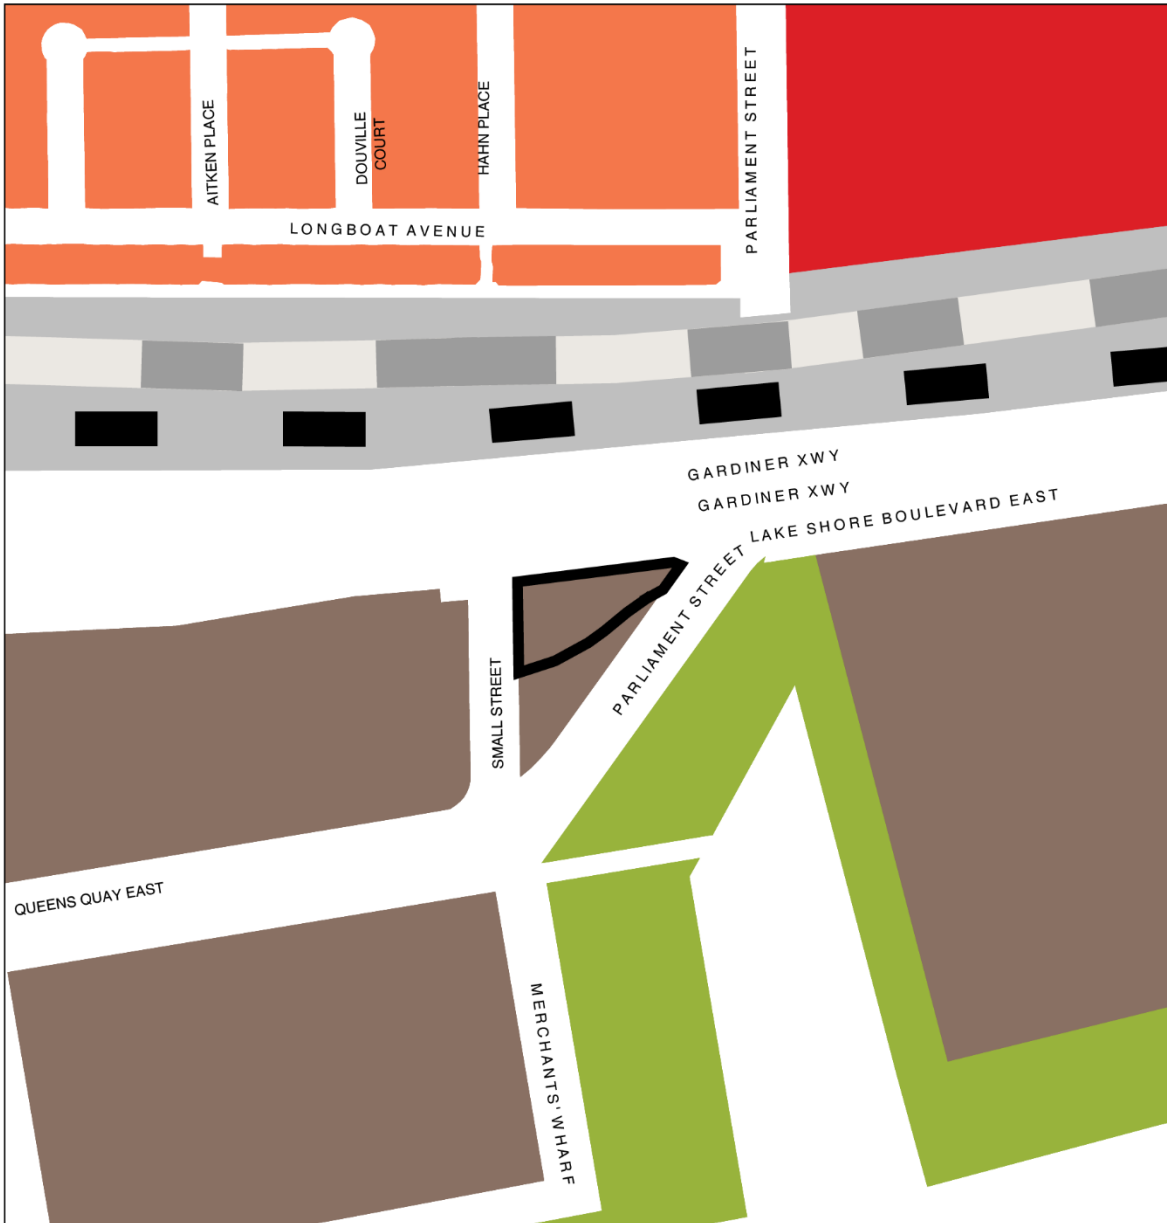 AITKEN PLACE
DOUVILLE
COURT
HAHN PLACE
PARLIAMENT STREET
LONGBOAT AVENUE
GARDINER XWY
GARDINER XWY
LAKE SHORE BOULEVARD EAST
PARLIAMENT STREET
SMALL STREET
QUEENS QUAY EAST
MERCHANTS' WHARF